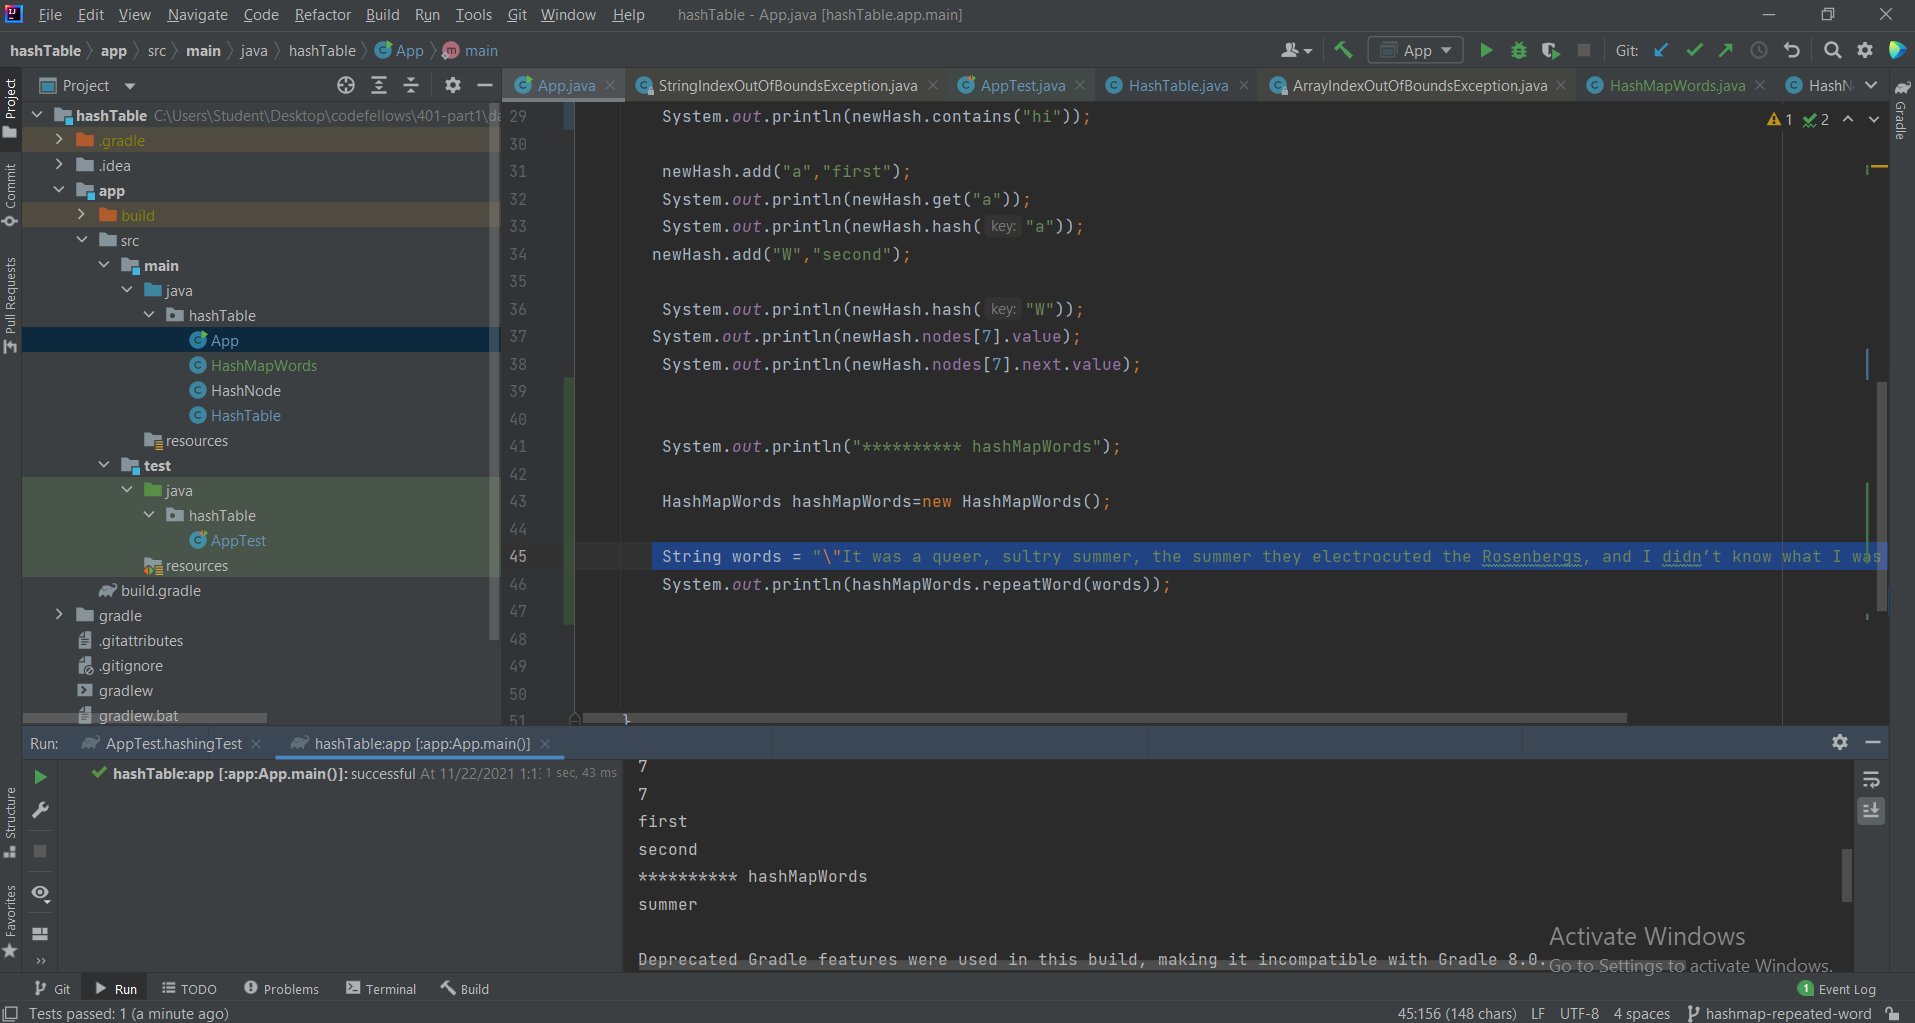 File Edit View Navigate Code Refactor Build Run Tools Git Window Help hashTable - App.java [hashTable.app.main]
hashTable app src main java hashTable App main App Git:
Project
App.java StringIndexOutOfBoundsException.java AppTest.java HashTable.java ArrayIndexOutOfBoundsException.java HashMapWords.java HashN
hashTable C:\Users\Student\Desktop\codefellows\401-part1\da
.gradle
.idea
app
build
src
main
java
hashTable
App
HashMapWords
HashNode
HashTable
resources
test
java
hashTable
AppTest
resources
build.gradle
gradle
.gitattributes
.gitignore
gradlew
gradlew.bat
Project
Commit
Pull Requests
Structure
Favorites
Gradle
1 2
29 System.out.println(newHash.contains("hi"));
30
31 newHash.add("a","first");
32 System.out.println(newHash.get("a"));
33 System.out.println(newHash.hash( key: "a"));
34 newHash.add("W","second");
35
36 System.out.println(newHash.hash( key: "W"));
37 System.out.println(newHash.nodes[7].value);
38 System.out.println(newHash.nodes[7].next.value);
39
40
41 System.out.println("********** hashMapWords");
42
43 HashMapWords hashMapWords=new HashMapWords();
44
45 String words = "\"It was a queer, sultry summer, the summer they electrocuted the Rosenbergs, and I didn’t know what I was
46 System.out.println(hashMapWords.repeatWord(words));
47
48
49
50
51 }
Run: AppTest.hashingTest hashTable:app [:app:App.main()]
hashTable:app [:app:App.main()]: successful At 11/22/2021 1:1: 1 sec, 43 ms
7
7
first
second
********** hashMapWords
summer
Deprecated Gradle features were used in this build, making it incompatible with Gradle 8.0.
Activate Windows
Go to Settings to activate Windows.
Git Run TODO Problems Terminal Build 1 Event Log
Tests passed: 1 (a minute ago) 45:156 (148 chars) LF UTF-8 4 spaces hashmap-repeated-word